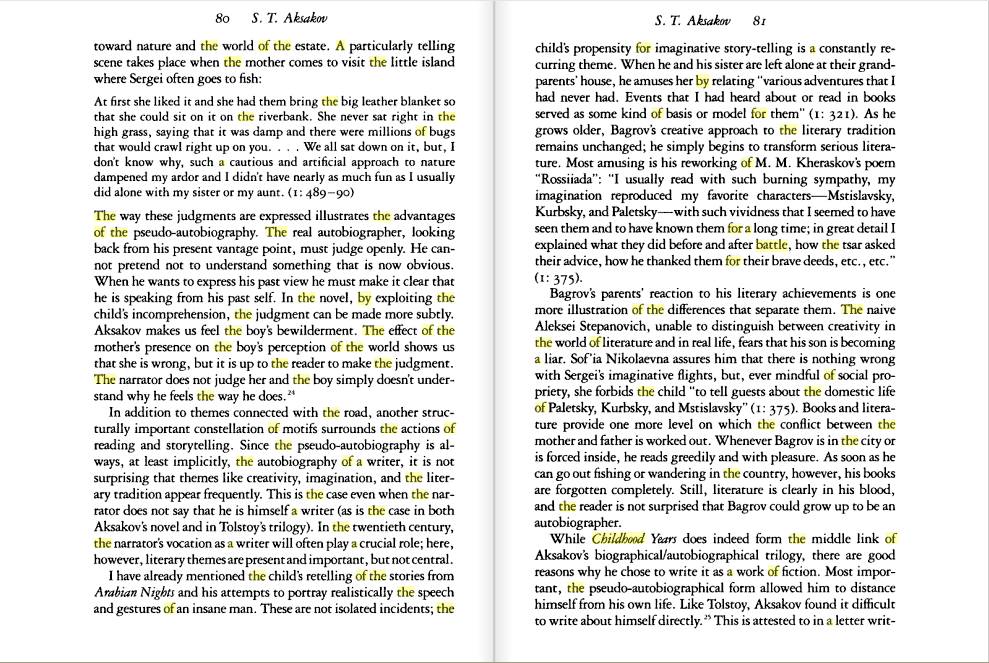 80 S. T. Aksakov
toward nature and the world of the estate. A particularly telling
scene takes place when the mother comes to visit the little island
where Sergei often goes to fish:
At first she liked it and she had them bring the big leather blanket so
that she could sit on it on the riverbank. She never sat right in the
high grass, saying that it was damp and there were millions of bugs
that would crawl right up on you. . . . We all sat down on it, but, I
don't know why, such a cautious and artificial approach to nature
dampened my ardor and I didn't have nearly as much fun as I usually
did alone with my sister or my aunt. (1: 489–90)
The way these judgments are expressed illustrates the advantages
of the pseudo-autobiography. The real autobiographer, looking
back from his present vantage point, must judge openly. He can-
not pretend not to understand something that is now obvious.
When he wants to express his past view he must make it clear that
he is speaking from his past self. In the novel, by exploiting the
child's incomprehension, the judgment can be made more subtly.
Aksakov makes us feel the boy's bewilderment. The effect of the
mother's presence on the boy's perception of the world shows us
that she is wrong, but it is up to the reader to make the judgment.
The narrator does not judge her and the boy simply doesn't under-
stand why he feels the way he does.24
In addition to themes connected with the road, another struc-
turally important constellation of motifs surrounds the actions of
reading and storytelling. Since the pseudo-autobiography is al-
ways, at least implicitly, the autobiography of a writer, it is not
surprising that themes like creativity, imagination, and the liter-
ary tradition appear frequently. This is the case even when the nar-
rator does not say that he is himself a writer (as is the case in both
Aksakov's novel and in Tolstoy's trilogy). In the twentieth century,
the narrator's vocation as a writer will often play a crucial role; here,
however, literary themes are present and important, but not central.
I have already mentioned the child's retelling of the stories from
Arabian Nights and his attempts to portray realistically the speech
and gestures of an insane man. These are not isolated incidents; the
S. T. Aksakov 81
child's propensity for imaginative story-telling is a constantly re-
curring theme. When he and his sister are left alone at their grand-
parents' house, he amuses her by relating "various adventures that I
had never had. Events that I had heard about or read in books
served as some kind of basis or model for them" (1: 321). As he
grows older, Bagrov's creative approach to the literary tradition
remains unchanged; he simply begins to transform serious litera-
ture. Most amusing is his reworking of M. M. Kheraskov's poem
"Rossiiada": "I usually read with such burning sympathy, my
imagination reproduced my favorite characters—Mstislavsky,
Kurbsky, and Paletsky—with such vividness that I seemed to have
seen them and to have known them for a long time; in great detail I
explained what they did before and after battle, how the tsar asked
their advice, how he thanked them for their brave deeds, etc., etc."
(1: 375).
Bagrov's parents' reaction to his literary achievements is one
more illustration of the differences that separate them. The naive
Aleksei Stepanovich, unable to distinguish between creativity in
the world of literature and in real life, fears that his son is becoming
a liar. Sof'ia Nikolaevna assures him that there is nothing wrong
with Sergei's imaginative flights, but, ever mindful of social pro-
priety, she forbids the child "to tell guests about the domestic life
of Paletsky, Kurbsky, and Mstislavsky" (1: 375). Books and litera-
ture provide one more level on which the conflict between the
mother and father is worked out. Whenever Bagrov is in the city or
is forced inside, he reads greedily and with pleasure. As soon as he
can go out fishing or wandering in the country, however, his books
are forgotten completely. Still, literature is clearly in his blood,
and the reader is not surprised that Bagrov could grow up to be an
autobiographer.
While Childhood Years does indeed form the middle link of
Aksakov's biographical/autobiographical trilogy, there are good
reasons why he chose to write it as a work of fiction. Most impor-
tant, the pseudo-autobiographical form allowed him to distance
himself from his own life. Like Tolstoy, Aksakov found it difficult
to write about himself directly.25 This is attested to in a letter writ-